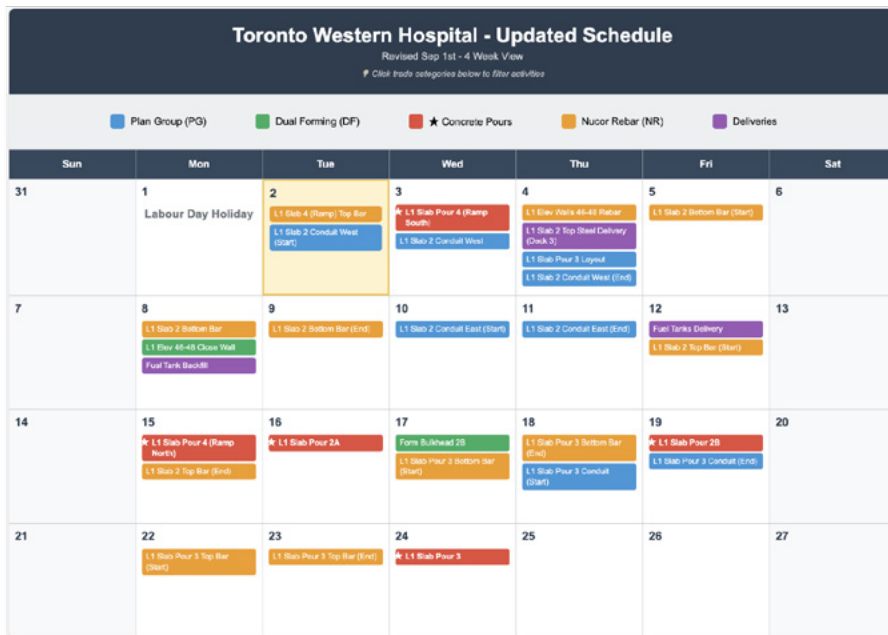 Toronto Western Hospital - Updated Schedule
Revised Sep 1st - 4 Week View
Click trade categories below to filter activities
Plan Group (PG)
Dual Forming (DF)
★ Concrete Pours
Nucor Rebar (NR)
Deliveries
Sun Mon Tue Wed Thu Fri Sat
31
1
Labour Day Holiday
2
L1 Slab 4 (Ramp) Top Bar
L1 Slab 2 Conduit West
(Start)
3
★ L1 Slab Pour 4 (Ramp
South)
L1 Slab 2 Conduit West
4
L1 Elev Walls 46-48 Rebar
L1 Slab 2 Top Steel Delivery
(Deck 3)
L1 Slab Pour 3 Layout
L1 Slab 2 Conduit West (End)
5
L1 Slab 2 Bottom Bar (Start)
6
7
8
L1 Slab 2 Bottom Bar
L1 Elev 46-48 Close Wall
Fuel Tank Backfill
9
L1 Slab 2 Bottom Bar (End)
10
L1 Slab 2 Conduit East (Start)
11
L1 Slab 2 Conduit East (End)
12
Fuel Tanks Delivery
L1 Slab 2 Top Bar (Start)
13
14
15
★ L1 Slab Pour 4 (Ramp
North)
L1 Slab 2 Top Bar (End)
16
★ L1 Slab Pour 2A
17
Form Bulkhead 2B
L1 Slab Pour 3 Bottom Bar
(Start)
18
L1 Slab Pour 3 Bottom Bar
(End)
L1 Slab Pour 3 Conduit
(Start)
19
★ L1 Slab Pour 2B
L1 Slab Pour 3 Conduit (End)
20
21
22
L1 Slab Pour 3 Top Bar
(Start)
23
L1 Slab Pour 3 Top Bar (End)
24
★ L1 Slab Pour 3
25
26
27